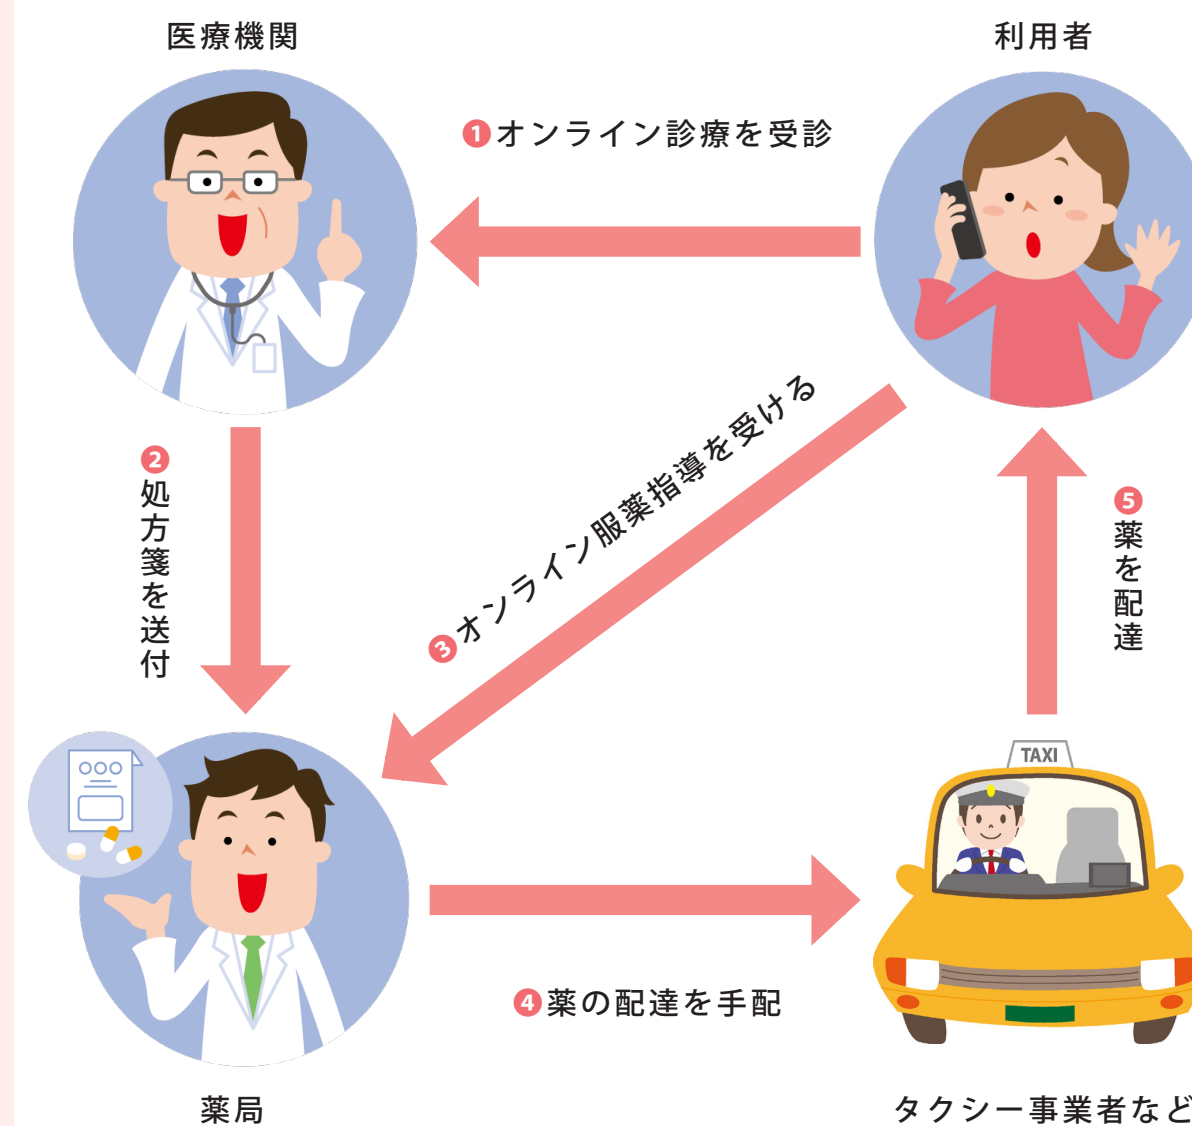 医療機関
利用者
❶オンライン診療を受診
❷処方箋を送付
❸オンライン服薬指導を受ける
❺薬を配達
TAXI
❹薬の配達を手配
薬局
タクシー事業者など